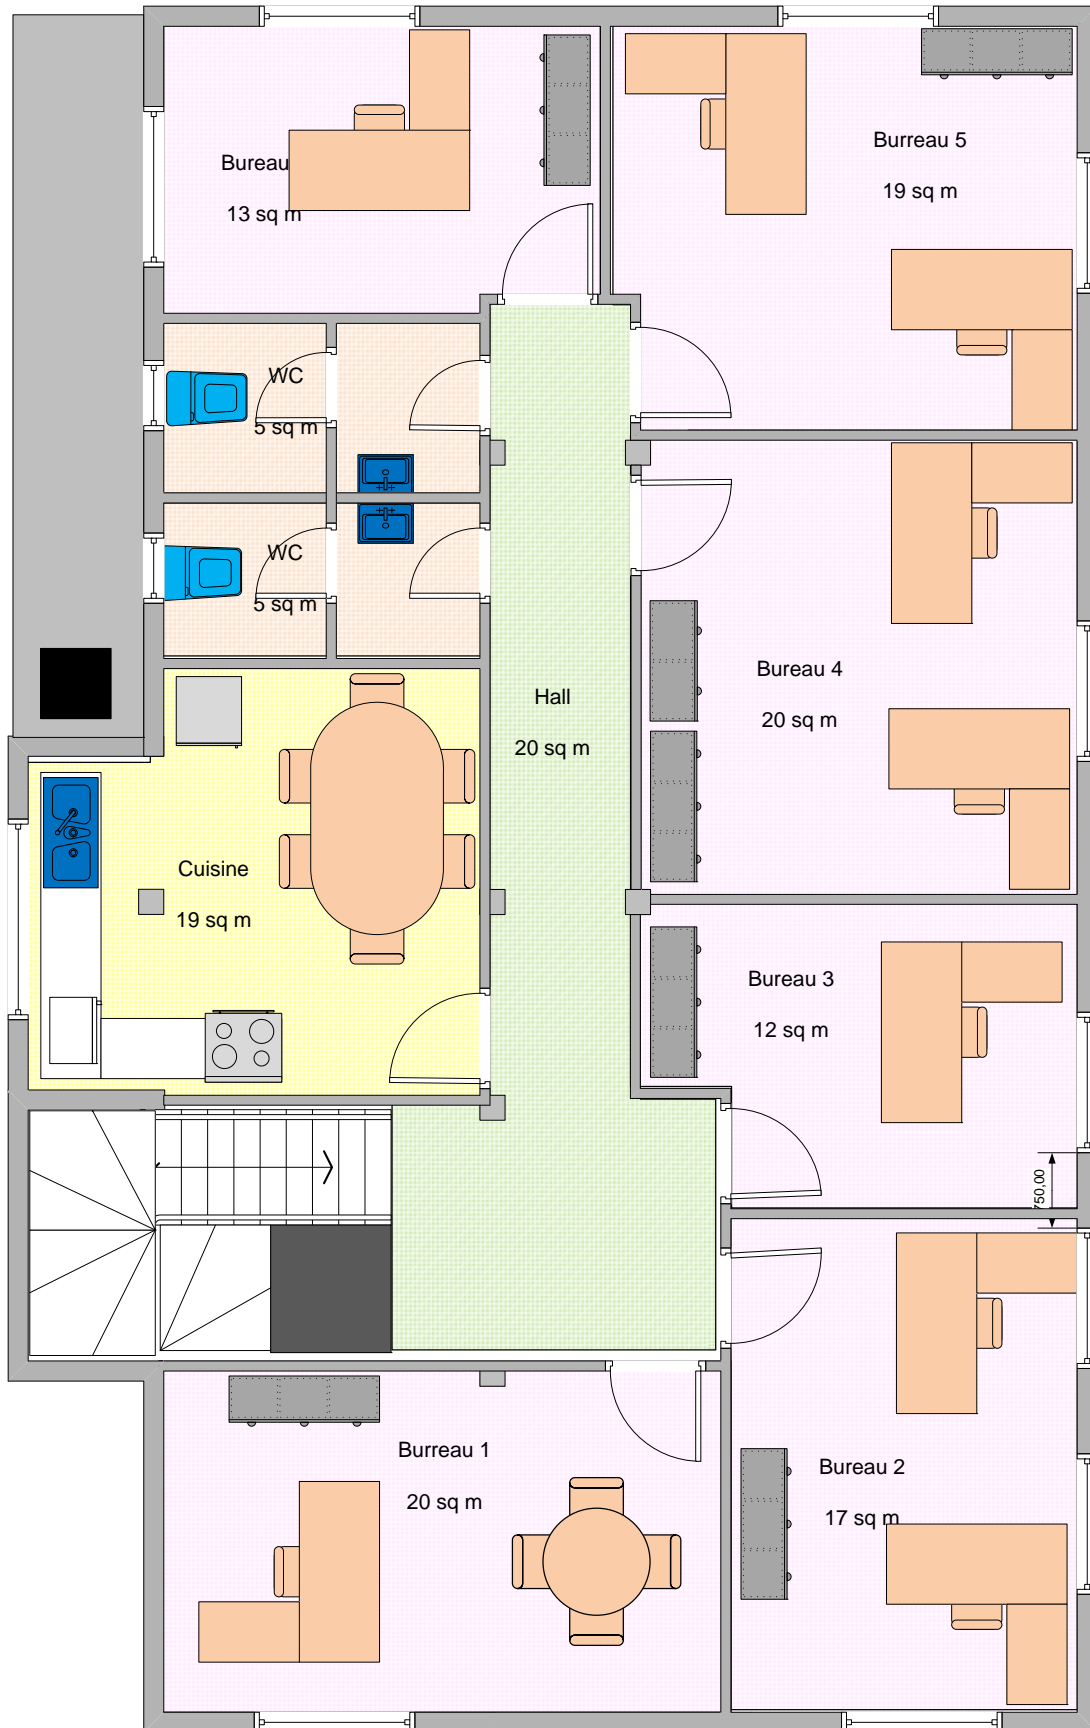 Bureau
13 sq m
Burreau 5
19 sq m
WC
5 sq m
WC
5 sq m
Bureau 4
20 sq m
Hall
20 sq m
Cuisine
19 sq m
Bureau 3
12 sq m
750,00
Burreau 1
20 sq m
Bureau 2
17 sq m